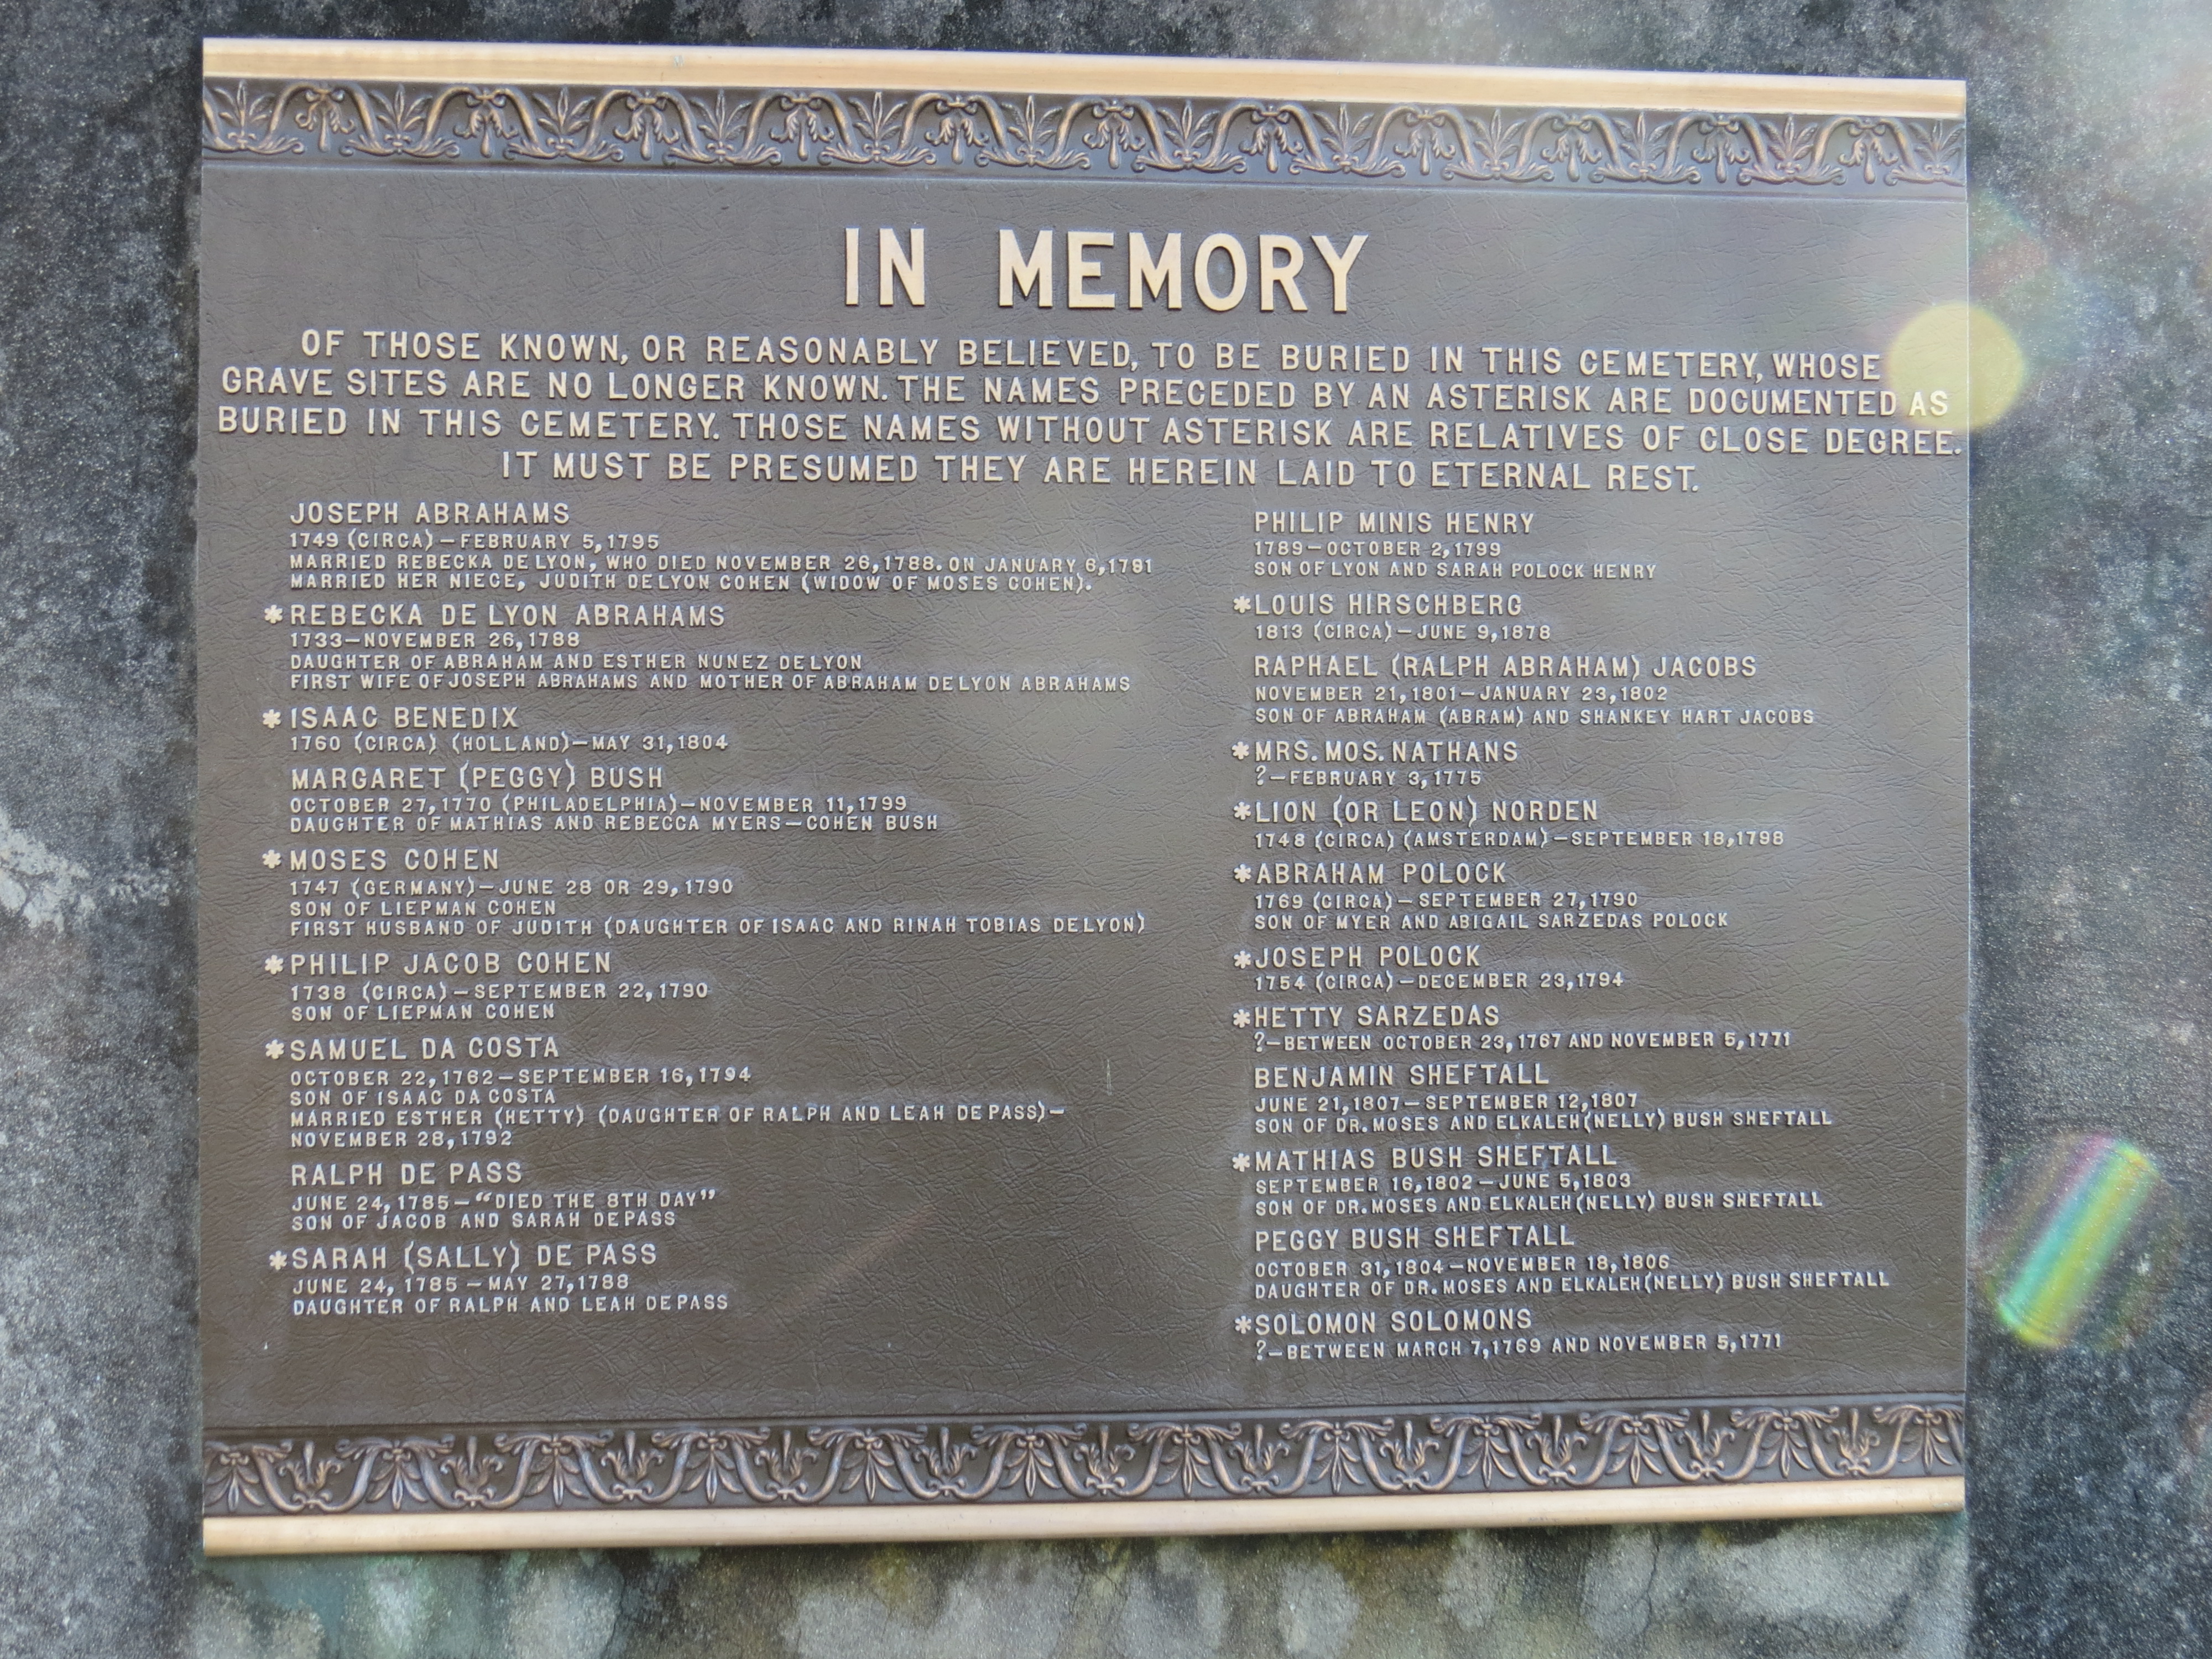 IN MEMORY
OF THOSE KNOWN, OR REASONABLY BELIEVED, TO BE BURIED IN THIS CEMETERY, WHOSE
GRAVE SITES ARE NO LONGER KNOWN. THE NAMES PRECEDED BY AN ASTERISK ARE DOCUMENTED AS
BURIED IN THIS CEMETERY. THOSE NAMES WITHOUT ASTERISK ARE RELATIVES OF CLOSE DEGREE.
IT MUST BE PRESUMED THEY ARE HEREIN LAID TO ETERNAL REST.
JOSEPH ABRAHAMS
1749 (CIRCA)—FEBRUARY 5, 1795
MARRIED REBECKA DE LYON, WHO DIED NOVEMBER 26, 1788. ON JANUARY 6, 1791
MARRIED HER NIECE, JUDITH DE LYON COHEN (WIDOW OF MOSES COHEN).
*REBECKA DE LYON ABRAHAMS
1733—NOVEMBER 26, 1788
DAUGHTER OF ABRAHAM AND ESTHER NUNEZ DE LYON
FIRST WIFE OF JOSEPH ABRAHAMS AND MOTHER OF ABRAHAM DE LYON ABRAHAMS
*ISAAC BENEDIX
1760 (CIRCA) (HOLLAND)—MAY 31, 1804
MARGARET (PEGGY) BUSH
OCTOBER 27, 1770 (PHILADELPHIA)—NOVEMBER 11, 1799
DAUGHTER OF MATHIAS AND REBECCA MYERS—COHEN BUSH
*MOSES COHEN
1747 (GERMANY)—JUNE 28 OR 29, 1790
SON OF LIEPMAN COHEN
FIRST HUSBAND OF JUDITH (DAUGHTER OF ISAAC AND RINAH TOBIAS DE LYON)
*PHILIP JACOB COHEN
1738 (CIRCA)—SEPTEMBER 22, 1790
SON OF LIEPMAN COHEN
*SAMUEL DA COSTA
OCTOBER 22, 1762—SEPTEMBER 16, 1794
SON OF ISAAC DA COSTA
MARRIED ESTHER (HETTY) (DAUGHTER OF RALPH AND LEAH DE PASS)—
NOVEMBER 28, 1792
RALPH DE PASS
JUNE 24, 1785—"DIED THE 8TH DAY"
SON OF JACOB AND SARAH DE PASS
*SARAH (SALLY) DE PASS
JUNE 24, 1785—MAY 27, 1788
DAUGHTER OF RALPH AND LEAH DE PASS
PHILIP MINIS HENRY
1789—OCTOBER 2, 1799
SON OF LYON AND SARAH POLOCK HENRY
*LOUIS HIRSCHBERG
1813 (CIRCA)—JUNE 9, 1878
RAPHAEL (RALPH ABRAHAM) JACOBS
NOVEMBER 21, 1801—JANUARY 23, 1802
SON OF ABRAHAM (ABRAM) AND SHANKEY HART JACOBS
*MRS. MOS. NATHANS
?—FEBRUARY 3, 1775
*LION (OR LEON) NORDEN
1748 (CIRCA) (AMSTERDAM)—SEPTEMBER 18, 1798
*ABRAHAM POLOCK
1769 (CIRCA)—SEPTEMBER 27, 1790
SON OF MYER AND ABIGAIL SARZEDAS POLOCK
*JOSEPH POLOCK
1754 (CIRCA)—DECEMBER 23, 1794
*HETTY SARZEDAS
?—BETWEEN OCTOBER 23, 1767 AND NOVEMBER 5, 1771
BENJAMIN SHEFTALL
JUNE 21, 1807—SEPTEMBER 12, 1807
SON OF DR. MOSES AND ELKALEH (NELLY) BUSH SHEFTALL
*MATHIAS BUSH SHEFTALL
SEPTEMBER 16, 1802—JUNE 5, 1803
SON OF DR. MOSES AND ELKALEH (NELLY) BUSH SHEFTALL
PEGGY BUSH SHEFTALL
OCTOBER 31, 1804—NOVEMBER 18, 1806
DAUGHTER OF DR. MOSES AND ELKALEH (NELLY) BUSH SHEFTALL
*SOLOMON SOLOMONS
?—BETWEEN MARCH 7, 1769 AND NOVEMBER 5, 1771